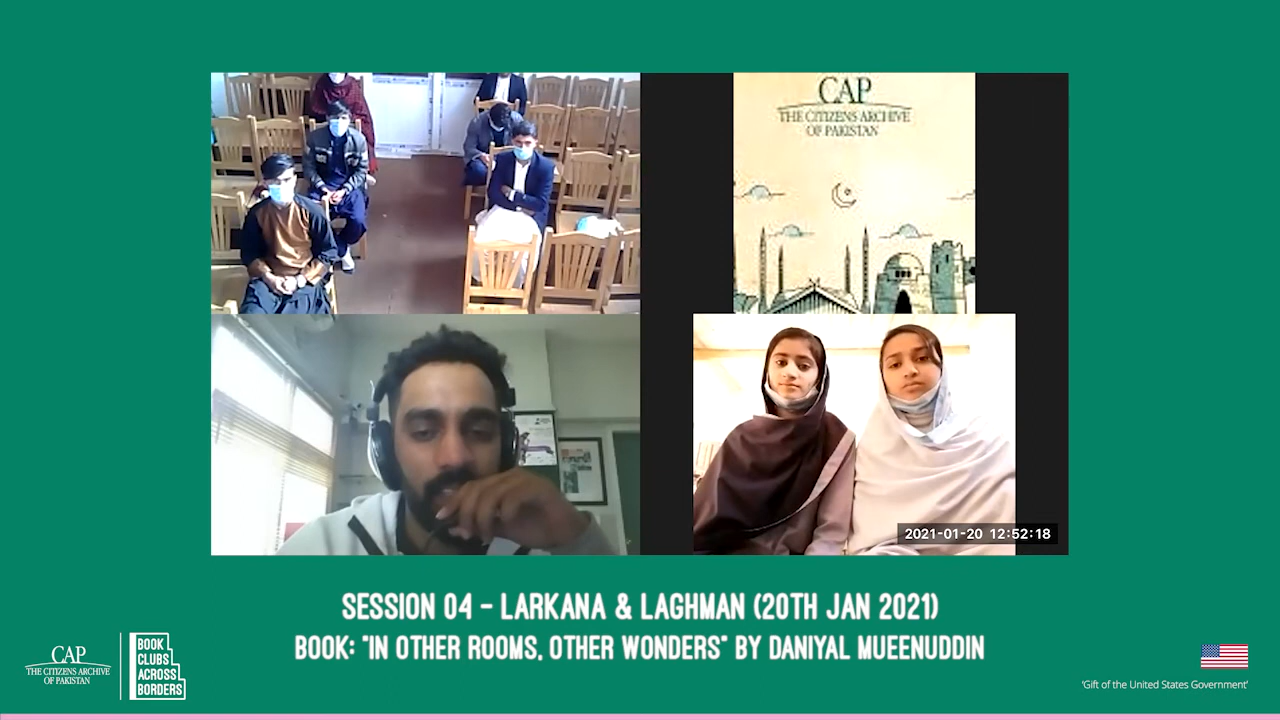 CAP
THE CITIZENS ARCHIVE
OF PAKISTAN
2021-01-20 12:52:18
SESSION 04 - LARKANA & LAGHMAN (20TH JAN 2021)
BOOK: "IN OTHER ROOMS, OTHER WONDERS" BY DANIYAL MUEENUDDIN
CAP
THE CITIZENS ARCHIVE
OF PAKISTAN
BOOK
CLUBS
ACROSS
BORDERS
'Gift of the United States Government'